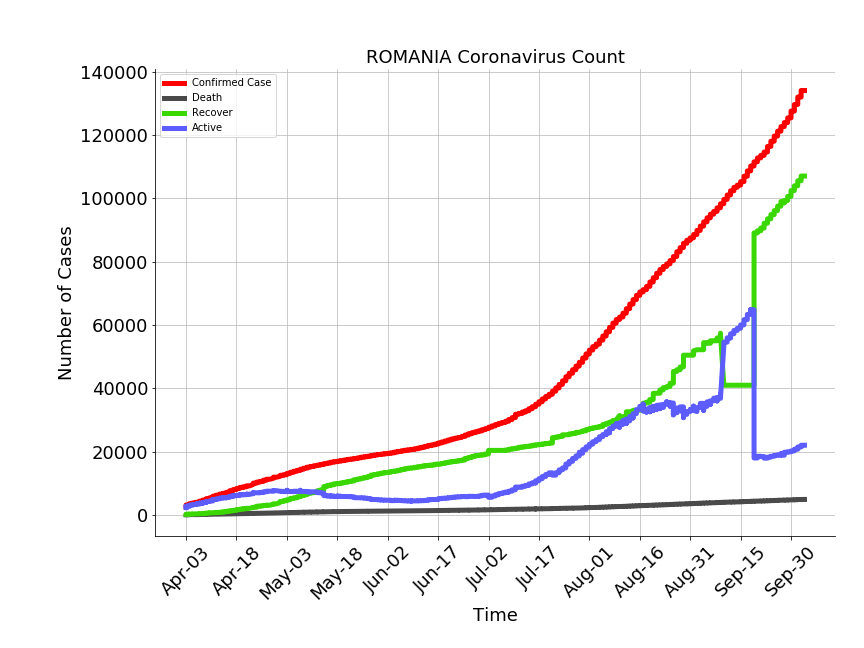 ROMANIA Coronavirus Count
Confirmed Case
Death
Recover
Active
140000
120000
100000
80000
60000
40000
20000
0
Number of Cases
Apr-03
Apr-18
May-03
May-18
Jun-02
Jun-17
Jul-02
Jul-17
Aug-01
Aug-16
Aug-31
Sep-15
Sep-30
Time